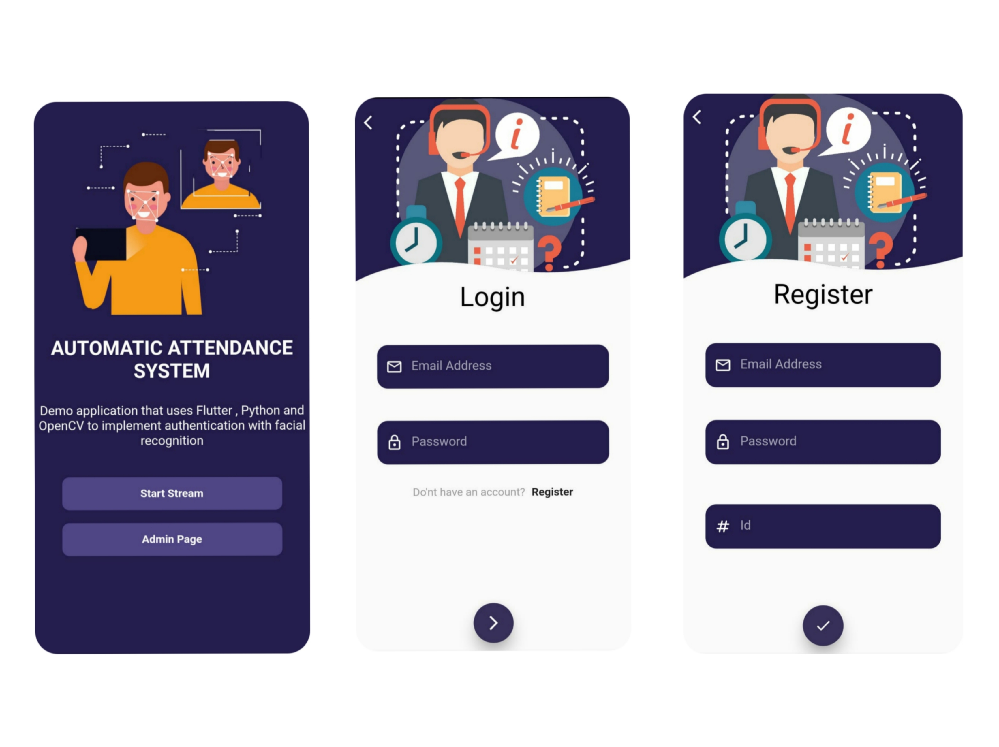 AUTOMATIC ATTENDANCE
SYSTEM
Demo application that uses Flutter , Python and
OpenCV to implement authentication with facial
recognition
Start Stream
Admin Page
i
?
Login
Email Address
Password
Do'nt have an account? Register
i
?
Register
Email Address
Password
# Id